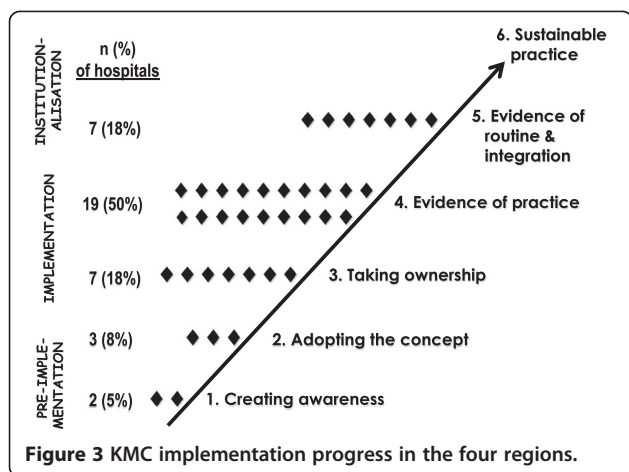 n (%)
of hospitals
INSTITUTION-
ALISATION
IMPLEMENTATION
PRE-IMPLE-
MENTATION
6. Sustainable
practice
7 (18%)
5. Evidence of
routine &
integration
19 (50%)
4. Evidence of practice
7 (18%)
3. Taking ownership
3 (8%)
2. Adopting the concept
2 (5%)
1. Creating awareness
Figure 3 KMC implementation progress in the four regions.